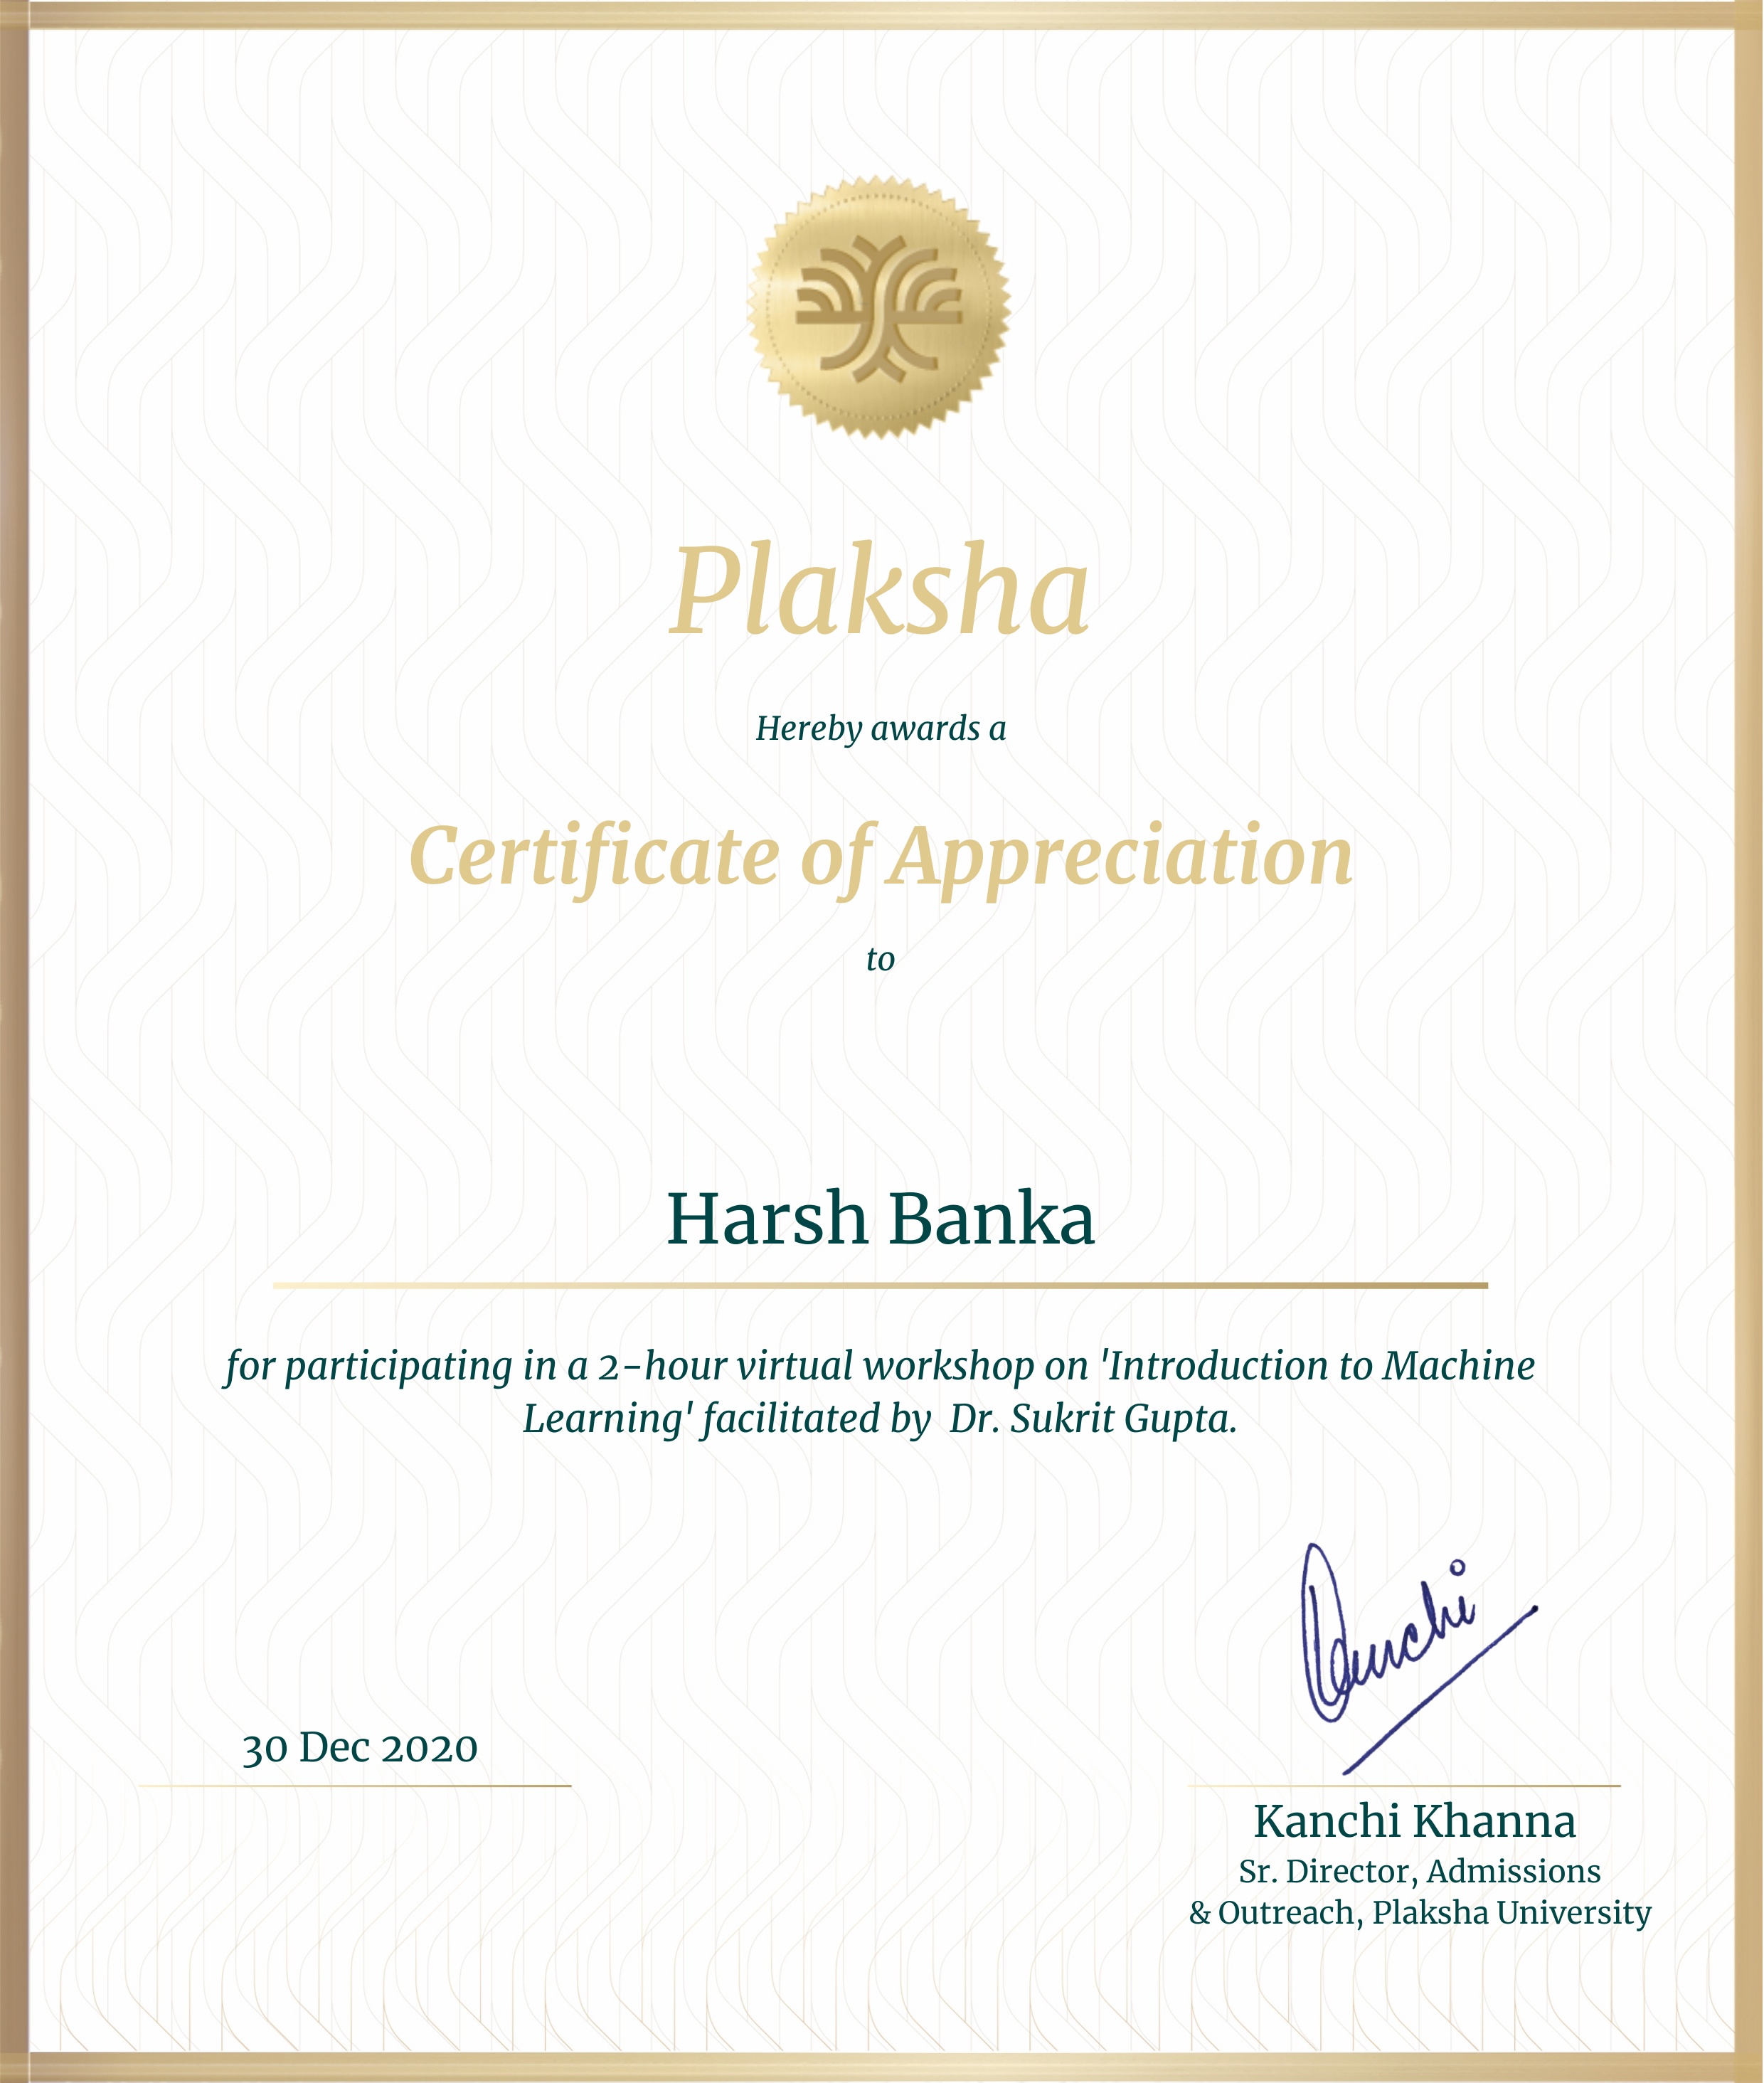 Plaksha
Hereby awards a
Certificate of Appreciation
to
Harsh Banka
for participating in a 2-hour virtual workshop on 'Introduction to Machine
Learning' facilitated by  Dr. Sukrit Gupta.
Kanchi
30 Dec 2020
Kanchi Khanna
Sr. Director, Admissions
& Outreach, Plaksha University